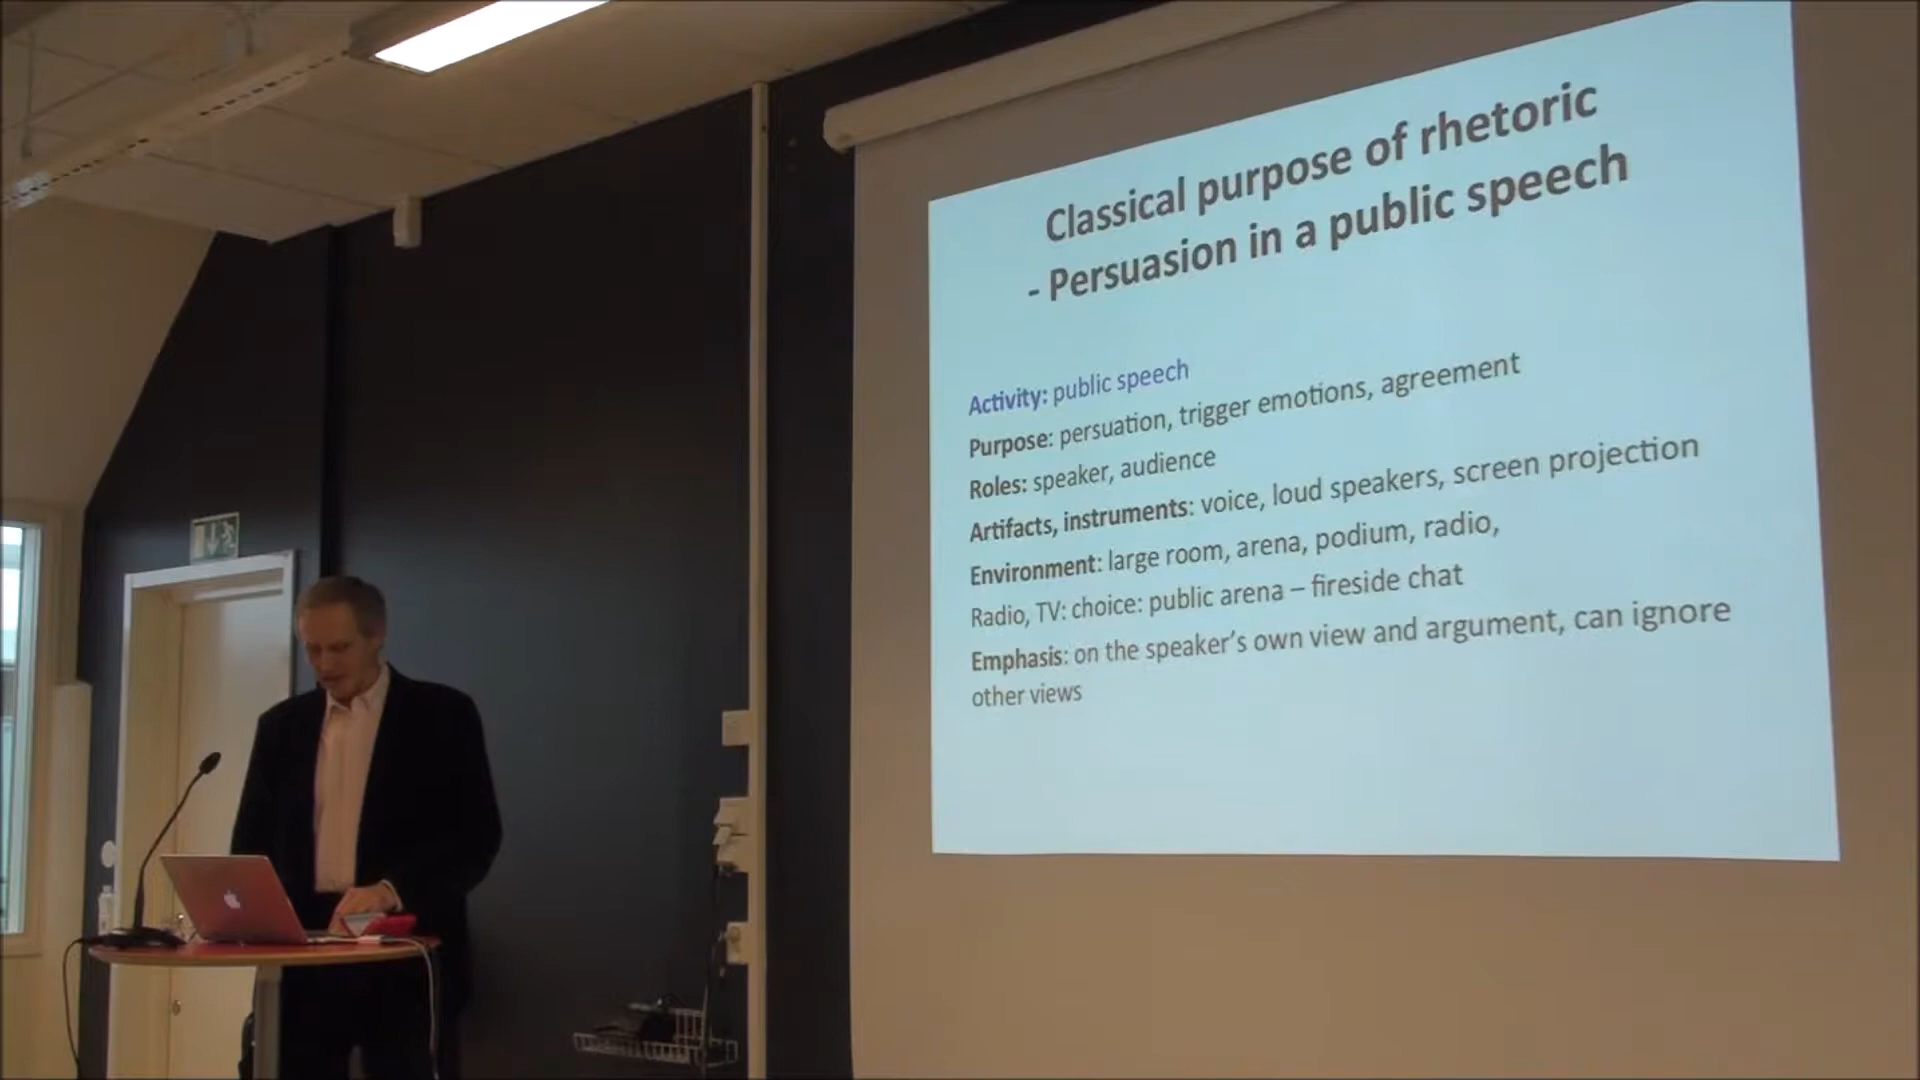 Classical purpose of rhetoric
- Persuasion in a public speech
Activity: public speech
Purpose: persuation, trigger emotions, agreement
Roles: speaker, audience
Artifacts, instruments: voice, loud speakers, screen projection
Environment: large room, arena, podium, radio,
Radio, TV: choice: public arena – fireside chat
Emphasis: on the speaker’s own view and argument, can ignore
other views